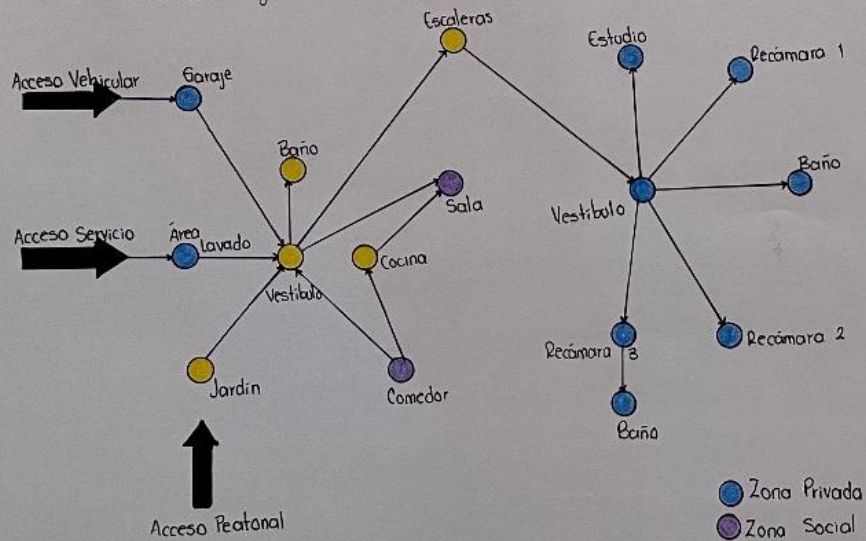 Escaleras
Estudio
Recámara 1
Acceso Vehicular
Garaje
Baño
Sala
Baño
Vestíbulo
Acceso Servicio
Área
Lavado
Cocina
Vestíbulo
Recámara 3
Recámara 2
Jardín
Comedor
Baño
Zona Privada
Acceso Peatonal
Zona Social